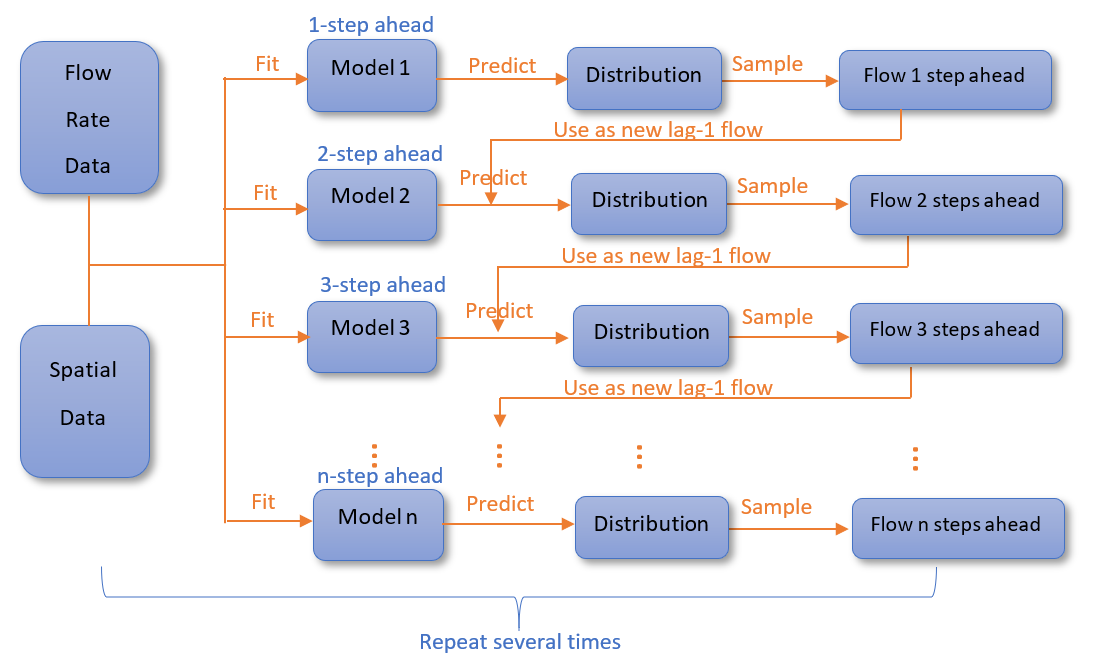 Flow
Rate
Data
Spatial
Data
1-step ahead
Fit
Model 1
Predict
Distribution
Sample
Flow 1 step ahead
Use as new lag-1 flow
2-step ahead
Fit
Model 2
Predict
Distribution
Sample
Flow 2 steps ahead
Use as new lag-1 flow
3-step ahead
Fit
Model 3
Predict
Distribution
Sample
Flow 3 steps ahead
Use as new lag-1 flow
n-step ahead
Fit
Model n
Predict
Distribution
Sample
Flow n steps ahead
Repeat several times